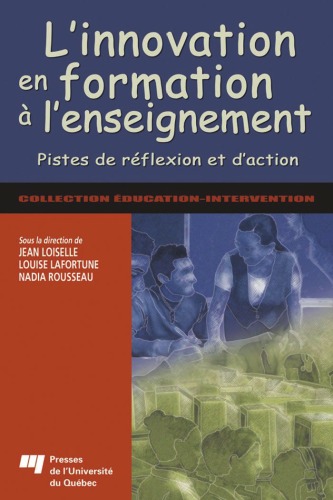 L'innovation
en formation
à l'enseignement
Pistes de réflexion et d'action
COLLECTION ÉDUCATION-INTERVENTION
Sous la direction de
JEAN LOISELLE
LOUISE LAFORTUNE
NADIA ROUSSEAU
Presses
de l'Université
du Québec